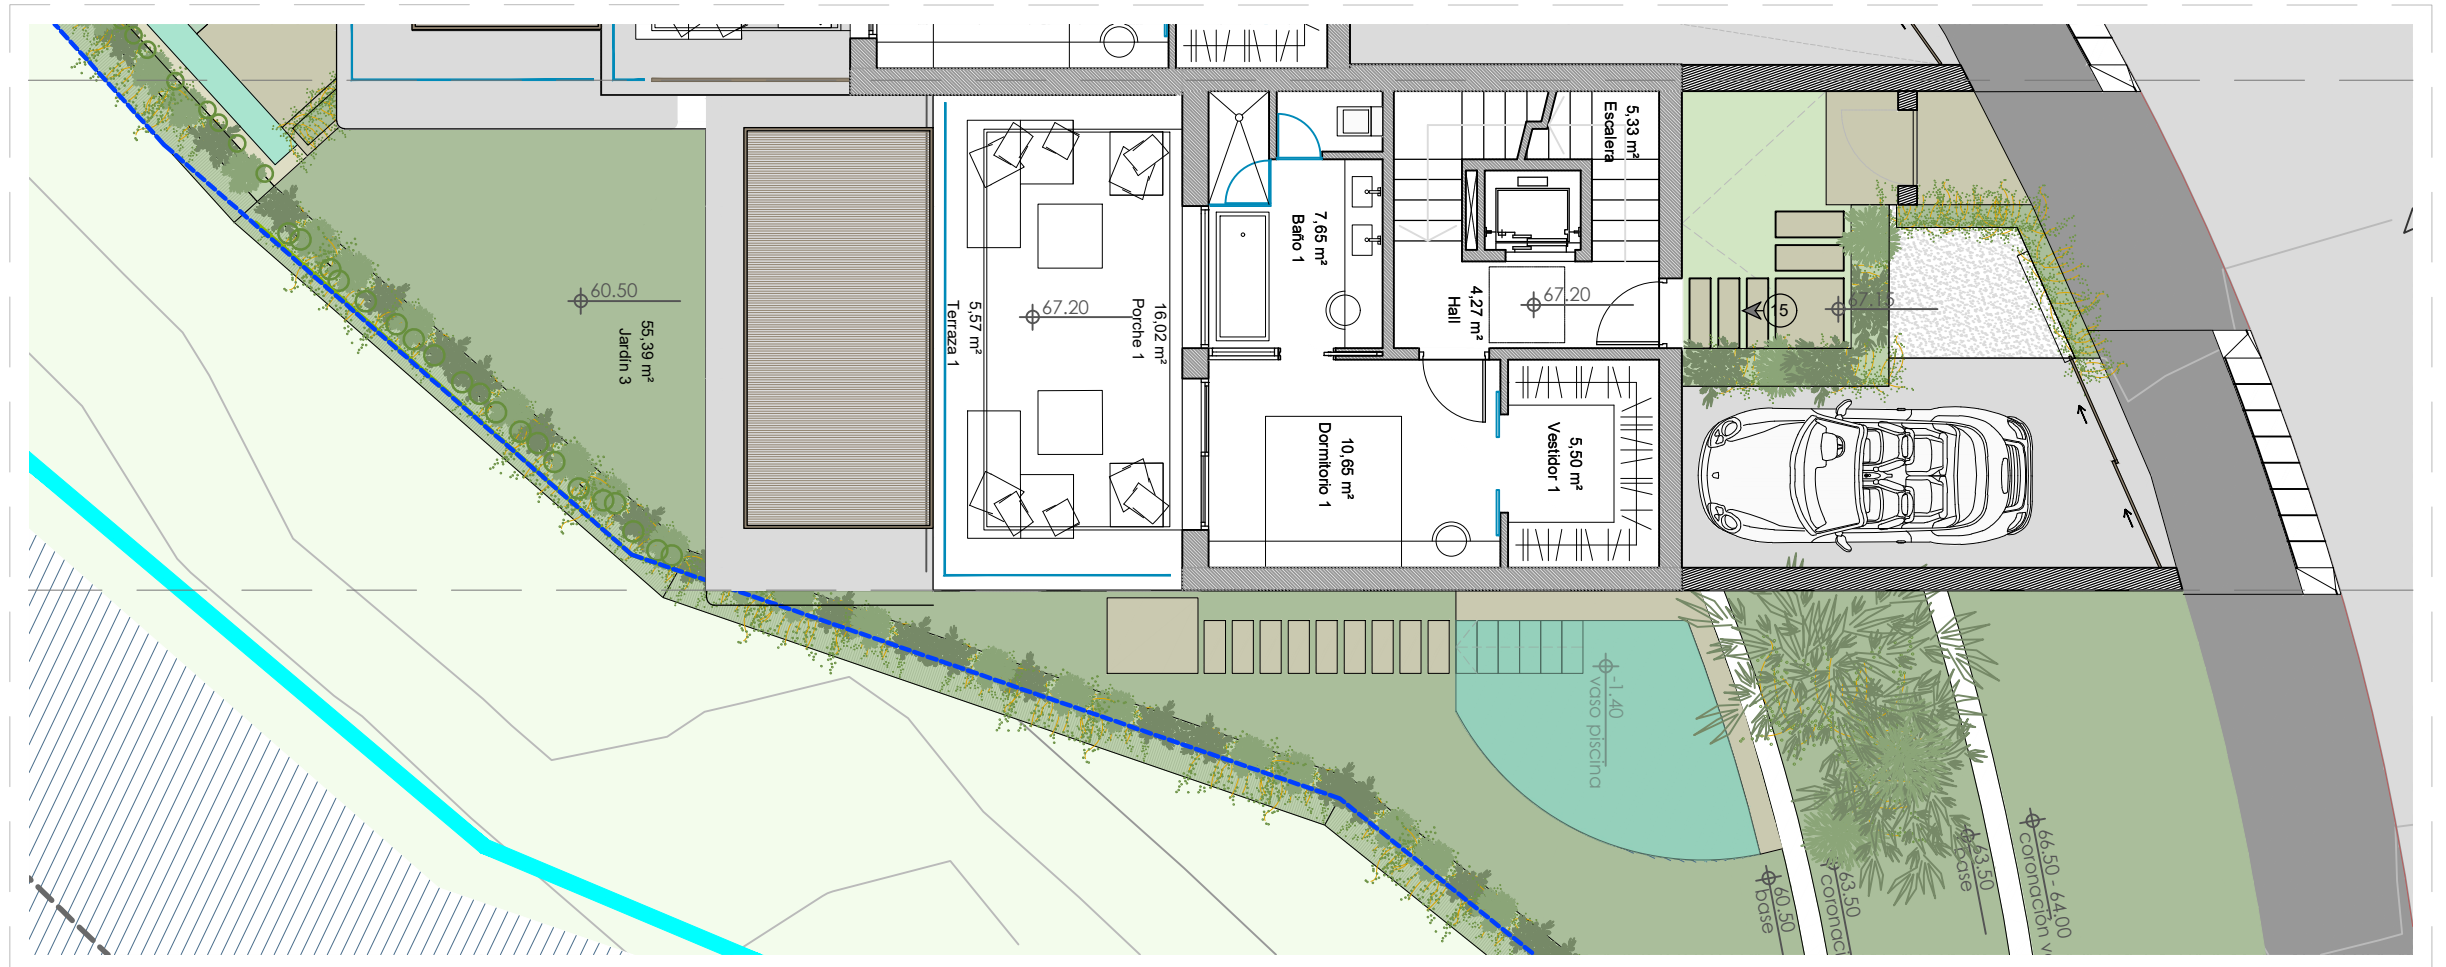 5,33 m²
Escalera
7,65 m²
Baño 1
60.50
55,39 m²
Jardín 3
5,57 m²
Terraza 1
67.20
16,02 m²
Porche 1
4,27 m²
Hall
67.20
15
67.15
10,65 m²
Dormitorio 1
5,50 m²
Vestidor 1
-1.40
vaso piscina
60.50
base
63.50
coronaci
63.50
base
66.50 - 64.00
coronación v